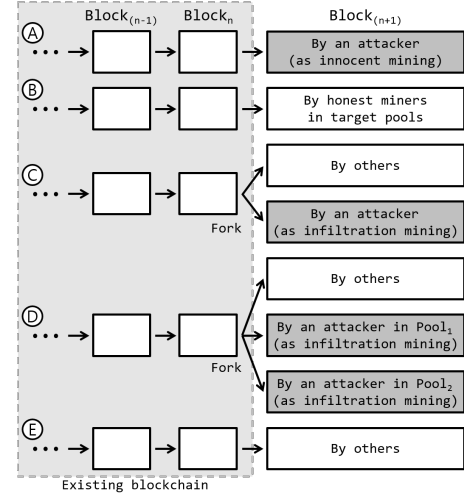 Block(n-1) Blockn Block(n+1)
A
By an attacker
(as innocent mining)
B
By honest miners
in target pools
C
By others
By an attacker
(as infiltration mining)
Fork
D
By others
By an attacker in Pool1
(as infiltration mining)
Fork
By an attacker in Pool2
(as infiltration mining)
E
By others
Existing blockchain